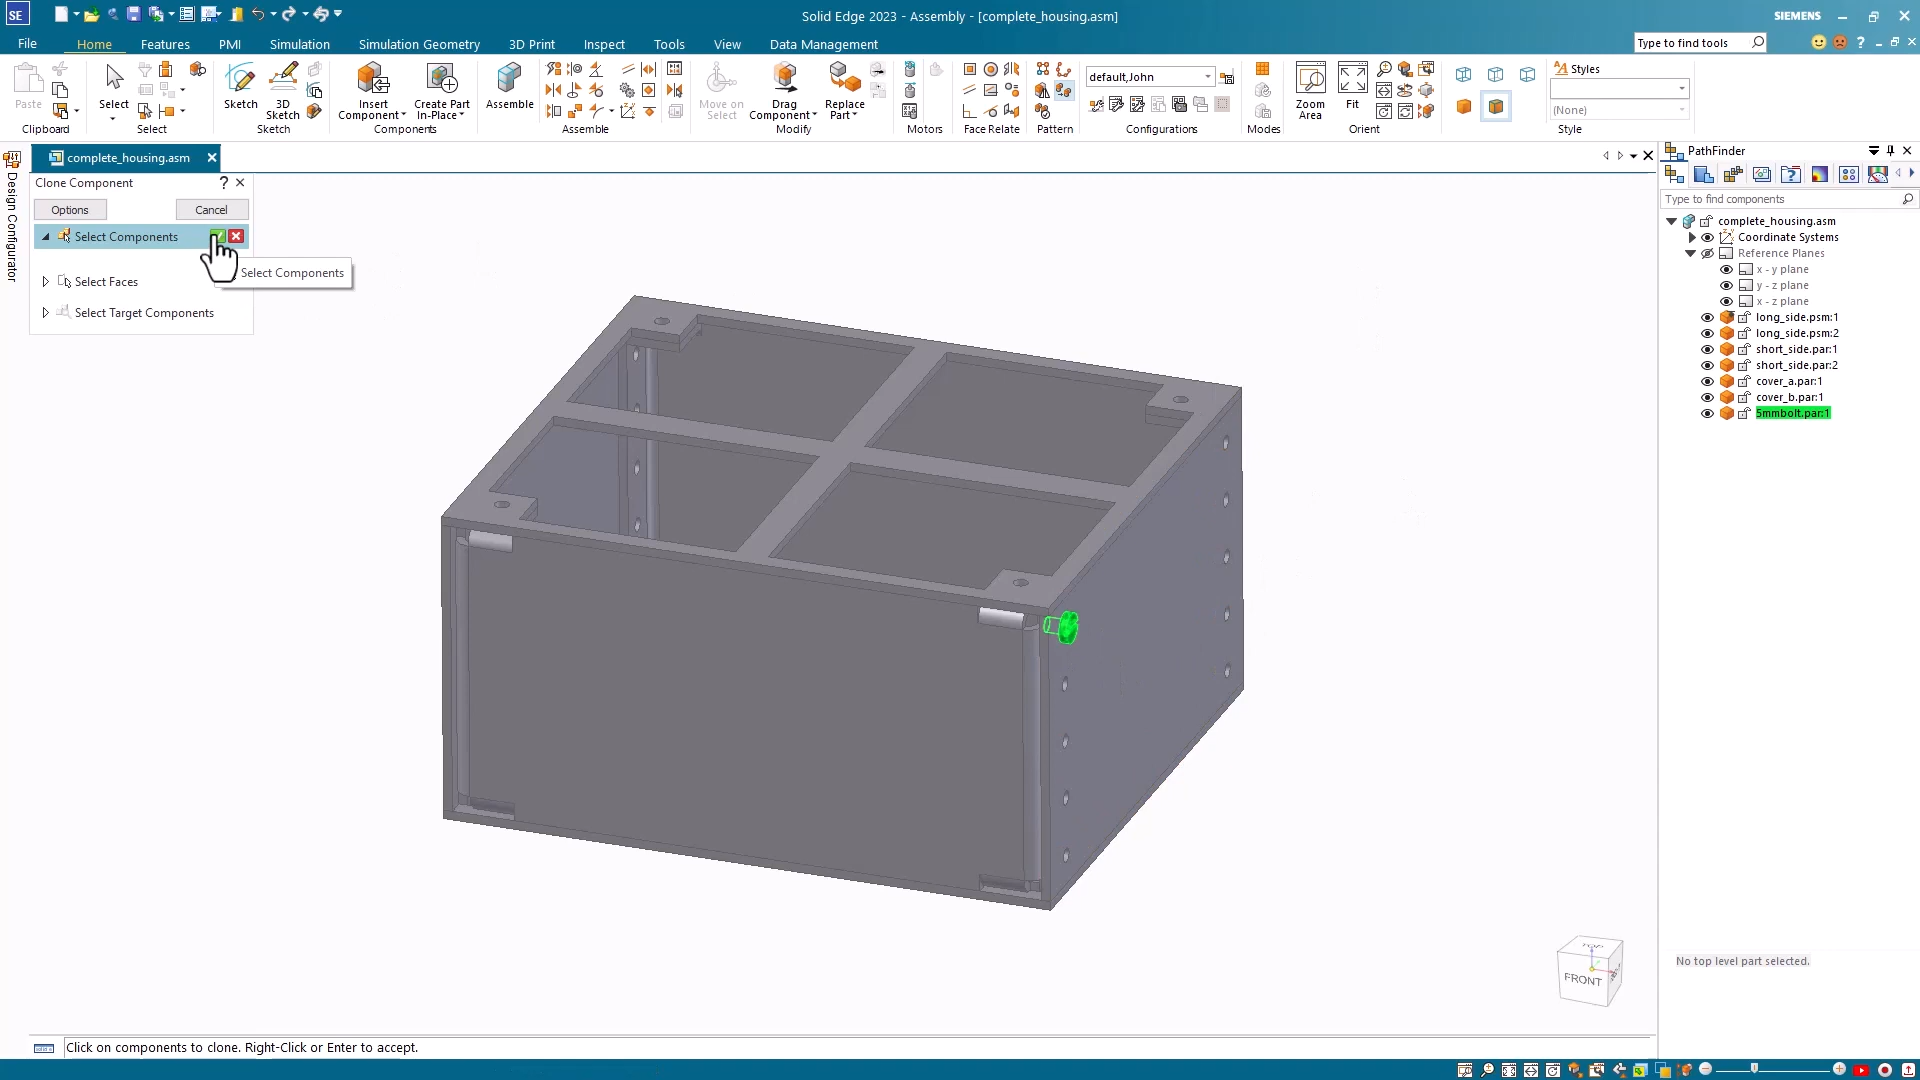 SE
Solid Edge 2023 - Assembly - [complete_housing.asm]
SIEMENS
File
Home
Features
PMI
Simulation
Simulation Geometry
3D Print
Inspect
Tools
View
Data Management
Type to find tools
Paste
Clipboard
Select
Select
Sketch
3D
Sketch
Sketch
Insert
Component
Create Part
In-Place
Components
Assemble
Assemble
Move on
Select
Drag
Component
Replace
Part
Modify
Motors
Face Relate
Pattern
default,John
Configurations
Modes
Zoom
Area
Fit
Orient
Styles
(None)
Style
Design Configurator
complete_housing.asm
Clone Component
?
Options
Cancel
Select Components
Select Components
Select Faces
Select Target Components
PathFinder
Type to find components
complete_housing.asm
Coordinate Systems
Reference Planes
x - y plane
y - z plane
x - z plane
long_side.psm:1
long_side.psm:2
short_side.par:1
short_side.par:2
cover_a.par:1
cover_b.par:1
5mmbolt.par:1
TOP
FRONT
No top level part selected.
Click on components to clone. Right-Click or Enter to accept.